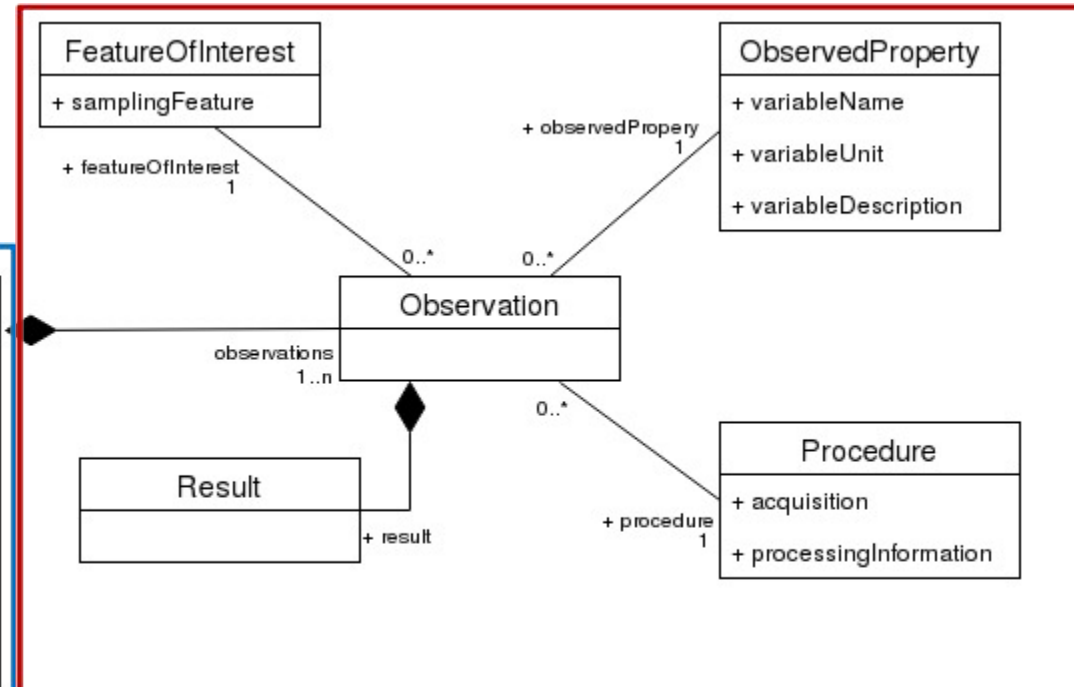 FeatureOfInterest
+ samplingFeature
+ featureOfInterest
1
ObservedProperty
+ variableName
+ variableUnit
+ variableDescription
+ observedPropery
1
0..*
0..*
Observation
observations
1..n
0..*
Result
+ result
Procedure
+ acquisition
+ processingInformation
+ procedure
1